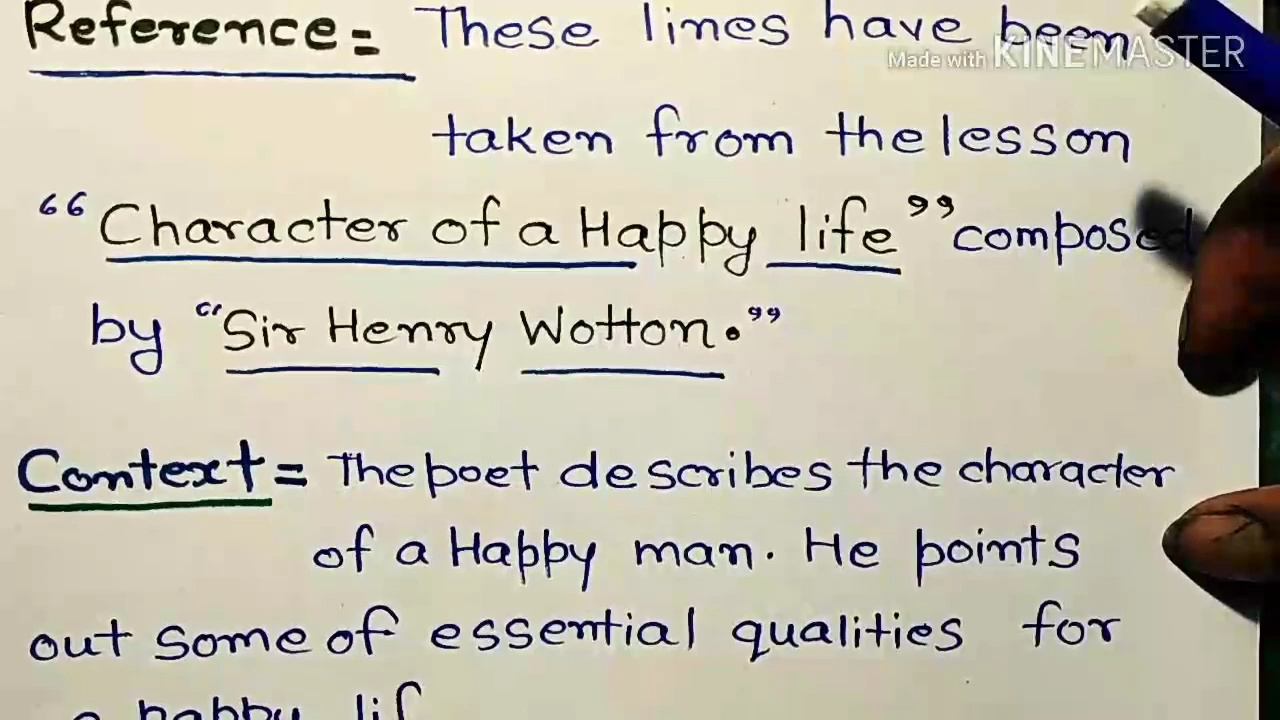 Reference = These lines have been
Made with KINEMASTER
taken from the lesson
“Character of a Happy life” composed
by “Sir Henry Wotton.”
Context = The poet describes the character
of a Happy man. He points
out some of essential qualities for
a happy lif